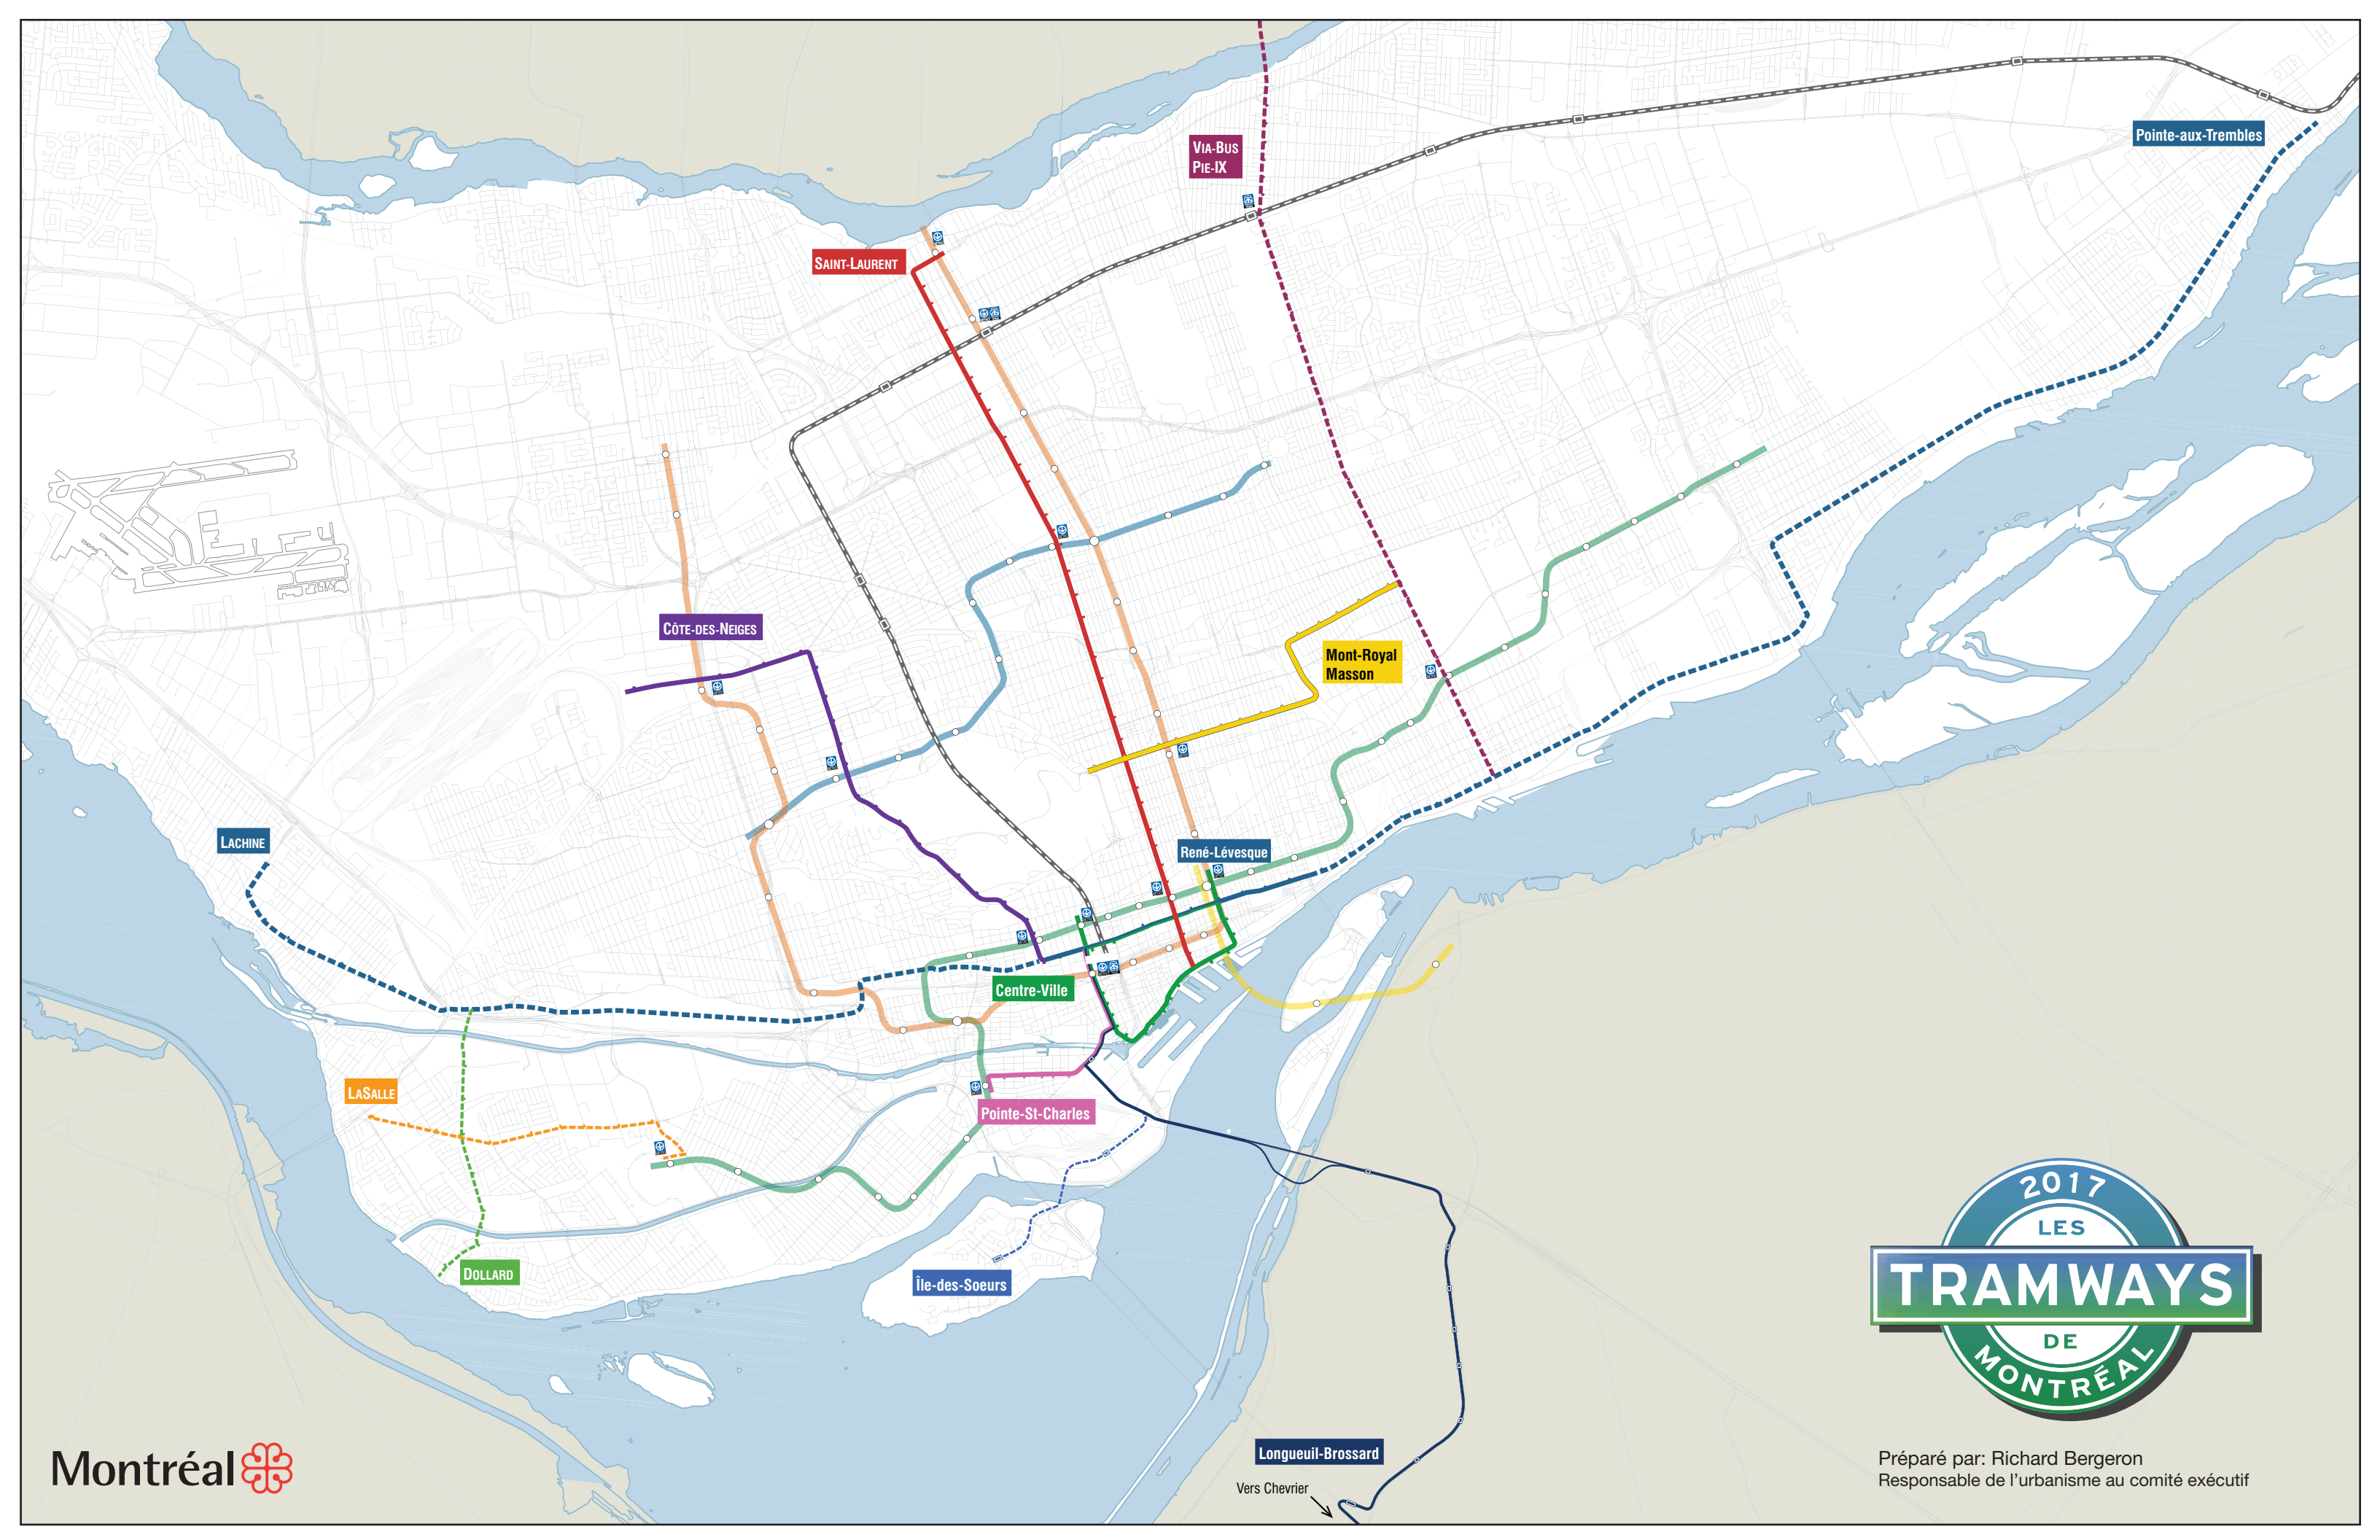 VIA-BUS
PIE-IX
Pointe-aux-Trembles
SAINT-LAURENT
CÔTE-DES-NEIGES
Mont-Royal
Masson
LACHINE
René-Lévesque
Centre-Ville
LASALLE
Pointe-St-Charles
DOLLARD
Île-des-Soeurs
2017
LES
TRAMWAYS
DE
MONTRÉAL
Longueuil-Brossard
Vers Chevrier
Montréal
Préparé par: Richard Bergeron
Responsable de l'urbanisme au comité exécutif